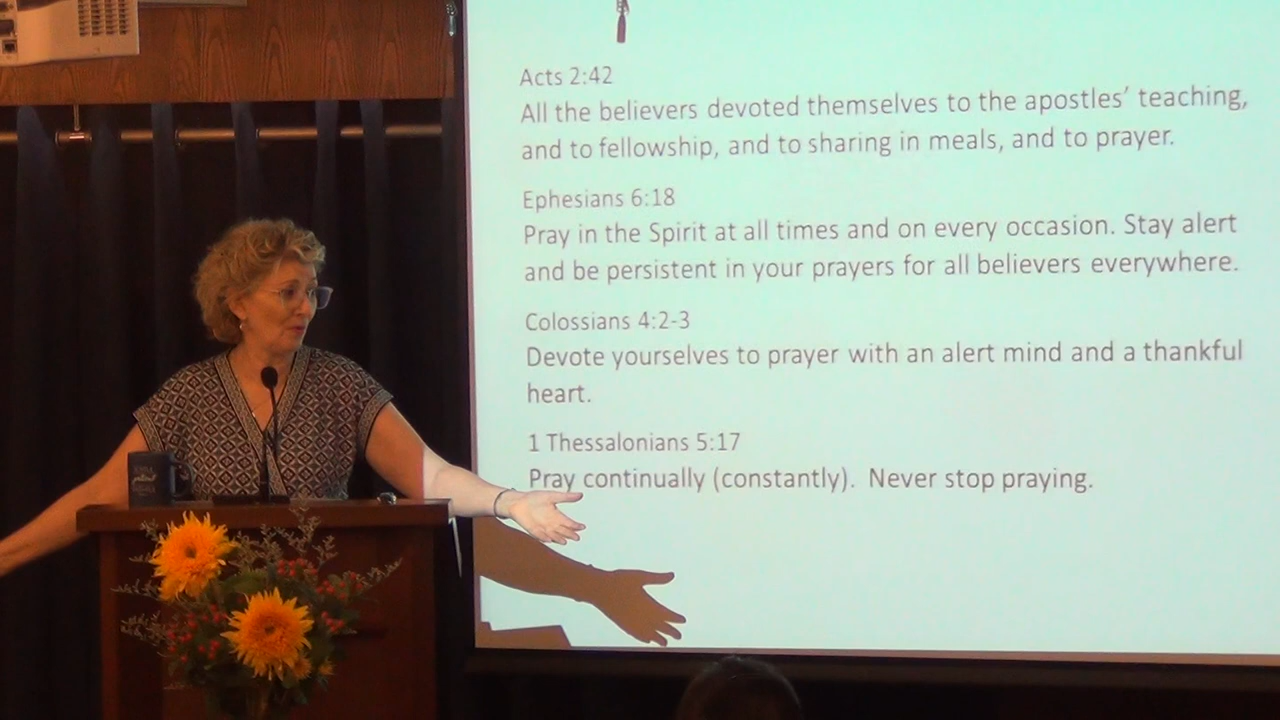 Acts 2:42
All the believers devoted themselves to the apostles’ teaching,
and to fellowship, and to sharing in meals, and to prayer.
Ephesians 6:18
Pray in the Spirit at all times and on every occasion. Stay alert
and be persistent in your prayers for all believers everywhere.
Colossians 4:2-3
Devote yourselves to prayer with an alert mind and a thankful
heart.
1 Thessalonians 5:17
Pray continually (constantly).  Never stop praying.